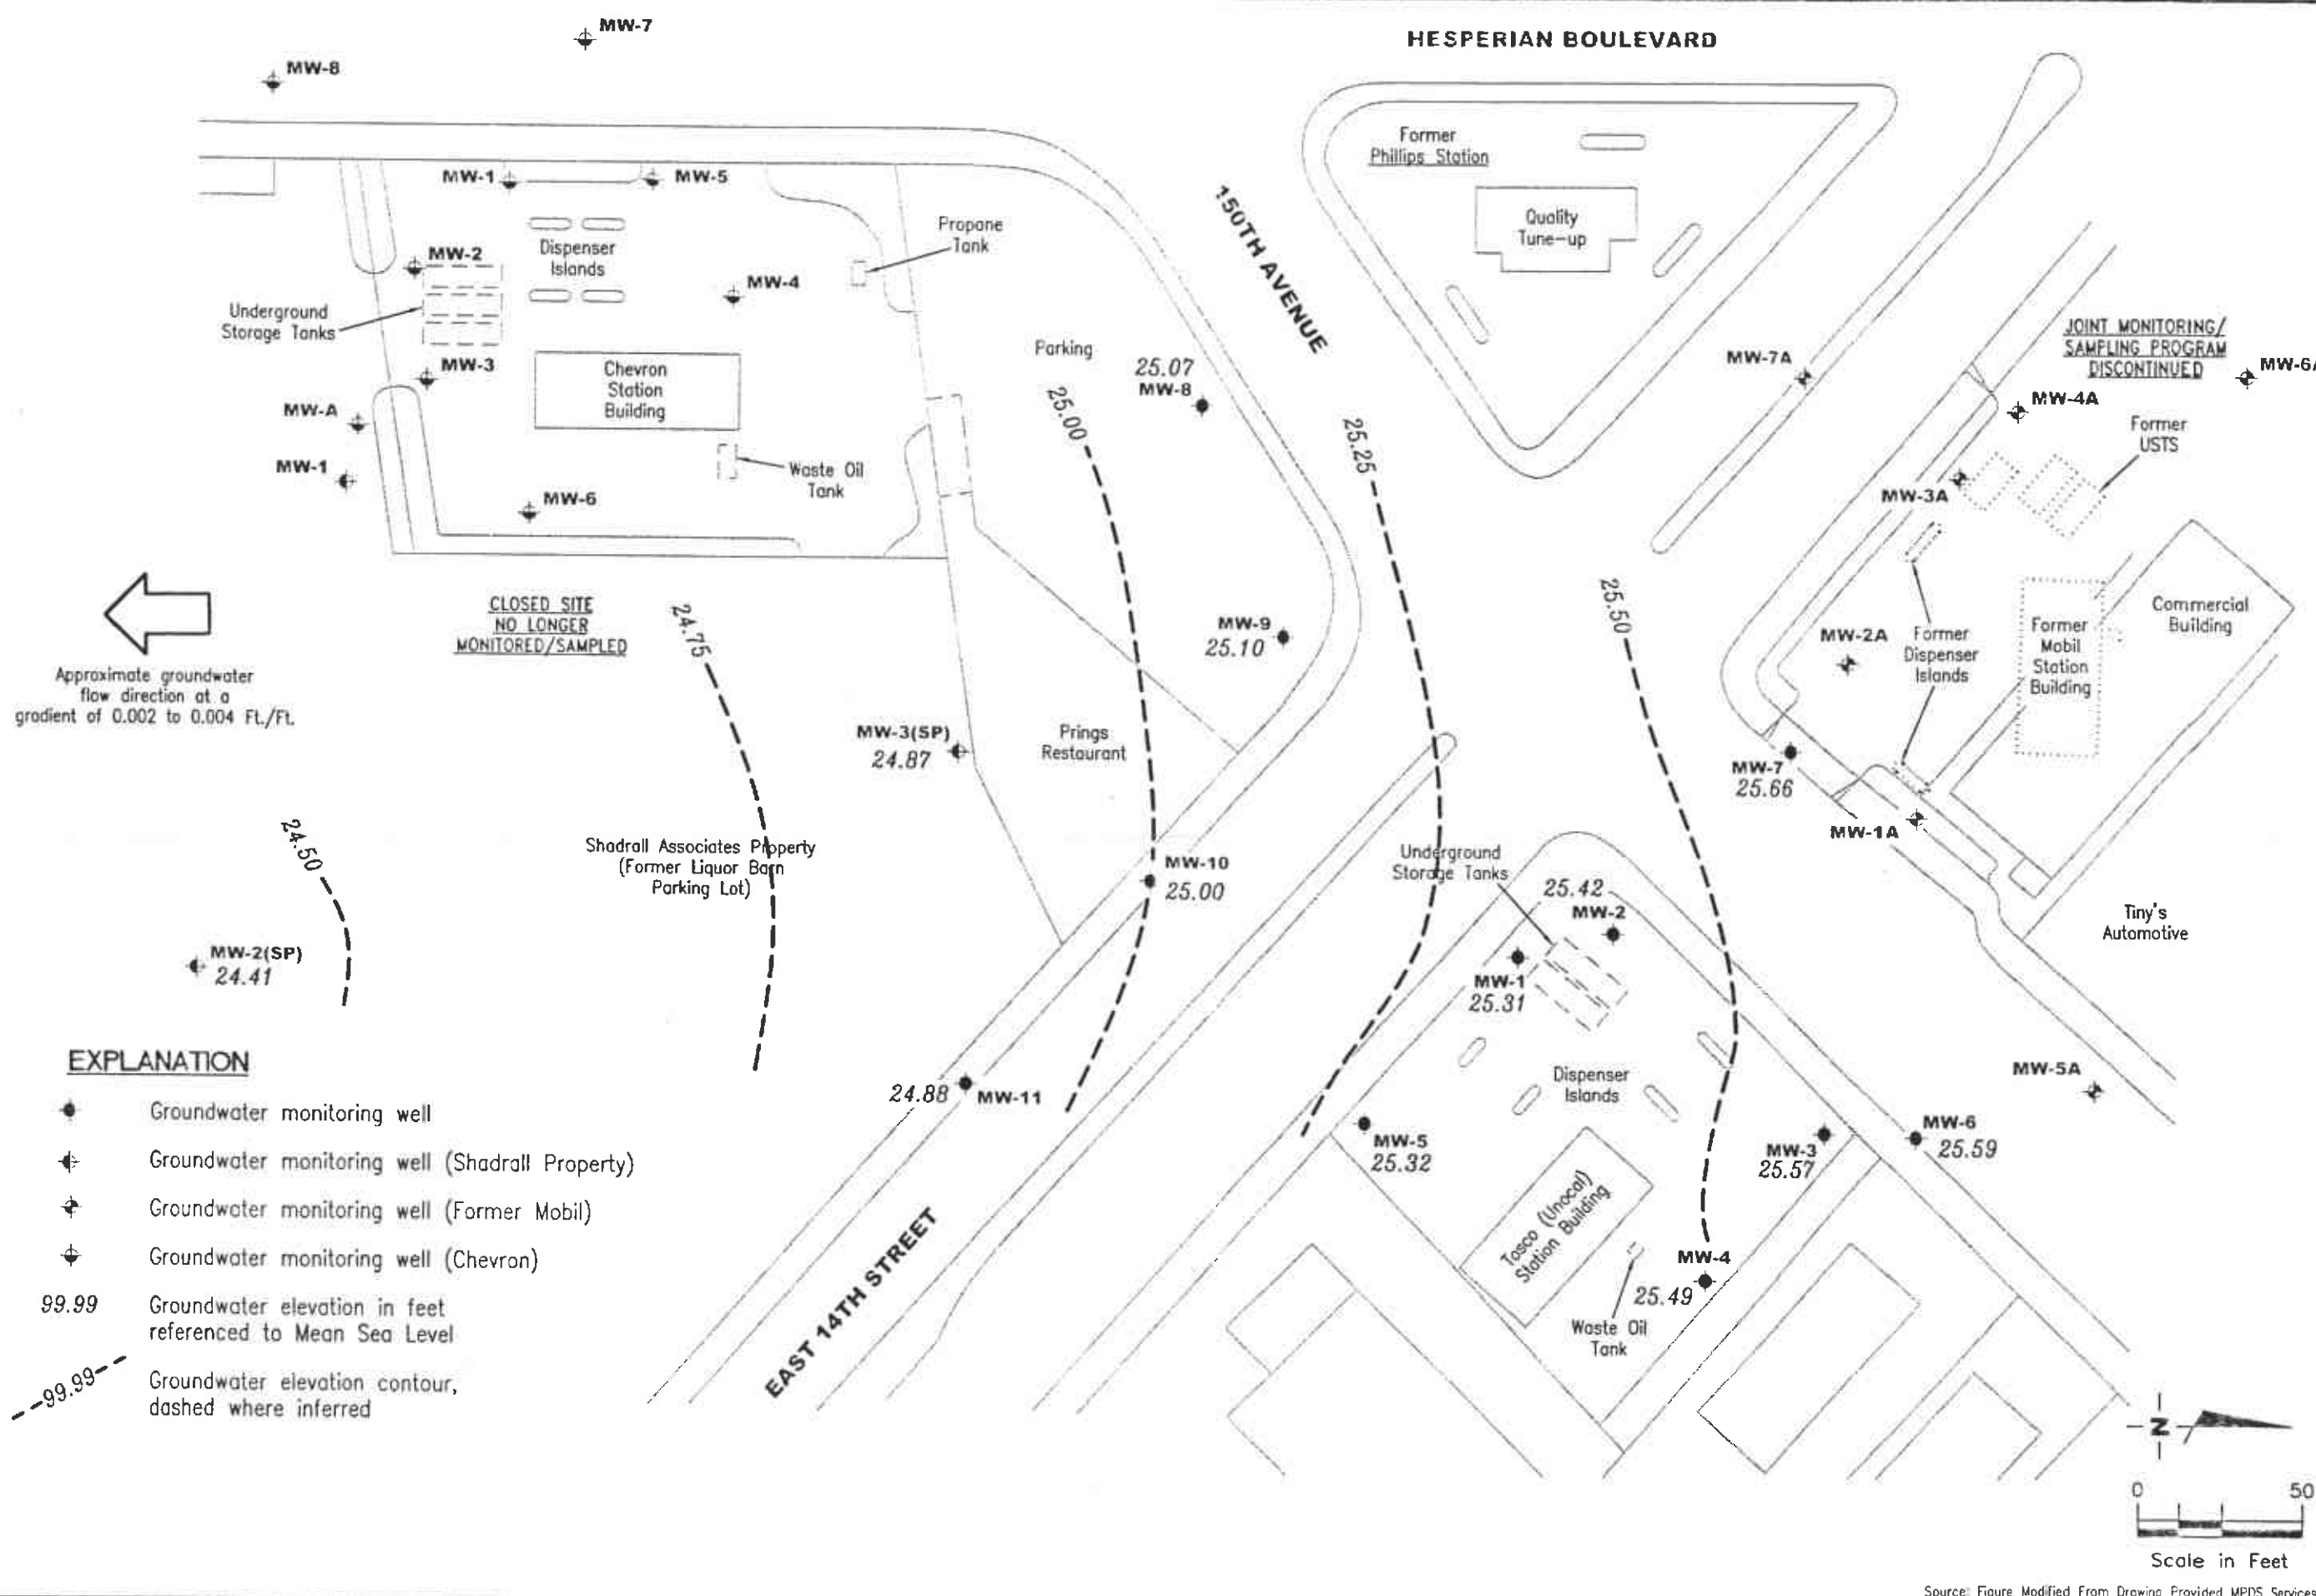 MW-7
HESPERIAN BOULEVARD
MW-8
Former
Phillips Station
MW-1
MW-5
150TH AVENUE
Quality
Tune-up
Propane
Tank
MW-2
Dispenser
Islands
MW-4
Underground
Storage Tanks
JOINT MONITORING/
SAMPLING PROGRAM
DISCONTINUED
Parking
25.07
MW-8
MW-7A
MW-6A
MW-3
Chevron
Station
Building
25.00
25.25
MW-4A
MW-A
Former
USTS
MW-1
Waste Oil
Tank
MW-3A
MW-6
CLOSED SITE
NO LONGER
MONITORED/SAMPLED
24.75
25.50
MW-9
25.10
MW-2A
Former
Dispenser
Islands
Former
Mobil
Station
Building
Commercial
Building
Approximate groundwater
flow direction at a
gradient of 0.002 to 0.004 Ft./Ft.
MW-3(SP)
24.87
Prings
Restaurant
MW-7
25.66
24.50
MW-1A
Shadrall Associates Property
(Former Liquor Barn
Parking Lot)
MW-10
25.00
Underground
Storage Tanks
25.42
MW-2
Tiny's
Automotive
MW-2(SP)
24.41
MW-1
25.31
EXPLANATION
Groundwater monitoring well
Groundwater monitoring well (Shadrall Property)
Groundwater monitoring well (Former Mobil)
Groundwater monitoring well (Chevron)
99.99
Groundwater elevation in feet
referenced to Mean Sea Level
99.99
Groundwater elevation contour,
dashed where inferred
24.88
MW-11
Dispenser
Islands
MW-5A
MW-5
25.32
MW-3
25.57
MW-6
25.59
Tosco (Unocal)
Station Building
MW-4
25.49
Waste Oil
Tank
EAST 14TH STREET
N
0 50
Scale in Feet
Source: Figure Modified From Drawing Provided MPDS Services